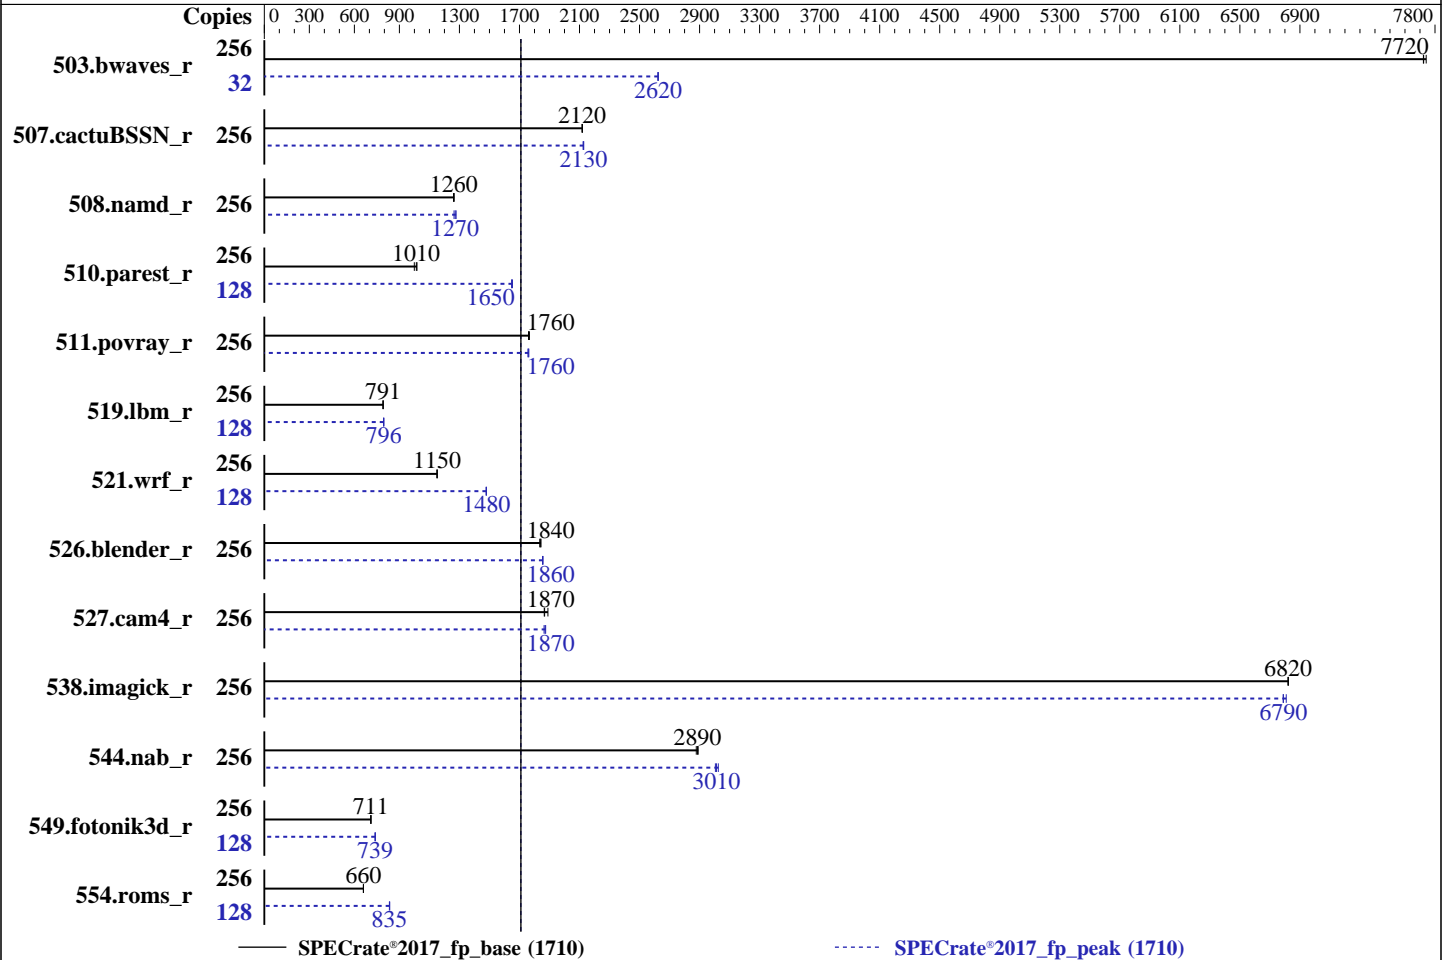 Copies 0 300 600 900 1300 1700 2100 2500 2900 3300 3700 4100 4500 4900 5300 5700 6100 6500 6900 7800
503.bwaves_r 256 7720
32 2620
507.cactuBSSN_r 256 2120
2130
508.namd_r 256 1260
1270
510.parest_r 256 1010
128 1650
511.povray_r 256 1760
1760
519.lbm_r 256 791
128 796
521.wrf_r 256 1150
128 1480
526.blender_r 256 1840
1860
527.cam4_r 256 1870
1870
538.imagick_r 256 6820
6790
544.nab_r 256 2890
3010
549.fotonik3d_r 256 711
128 739
554.roms_r 256 660
128 835
SPECrate®2017_fp_base (1710) SPECrate®2017_fp_peak (1710)